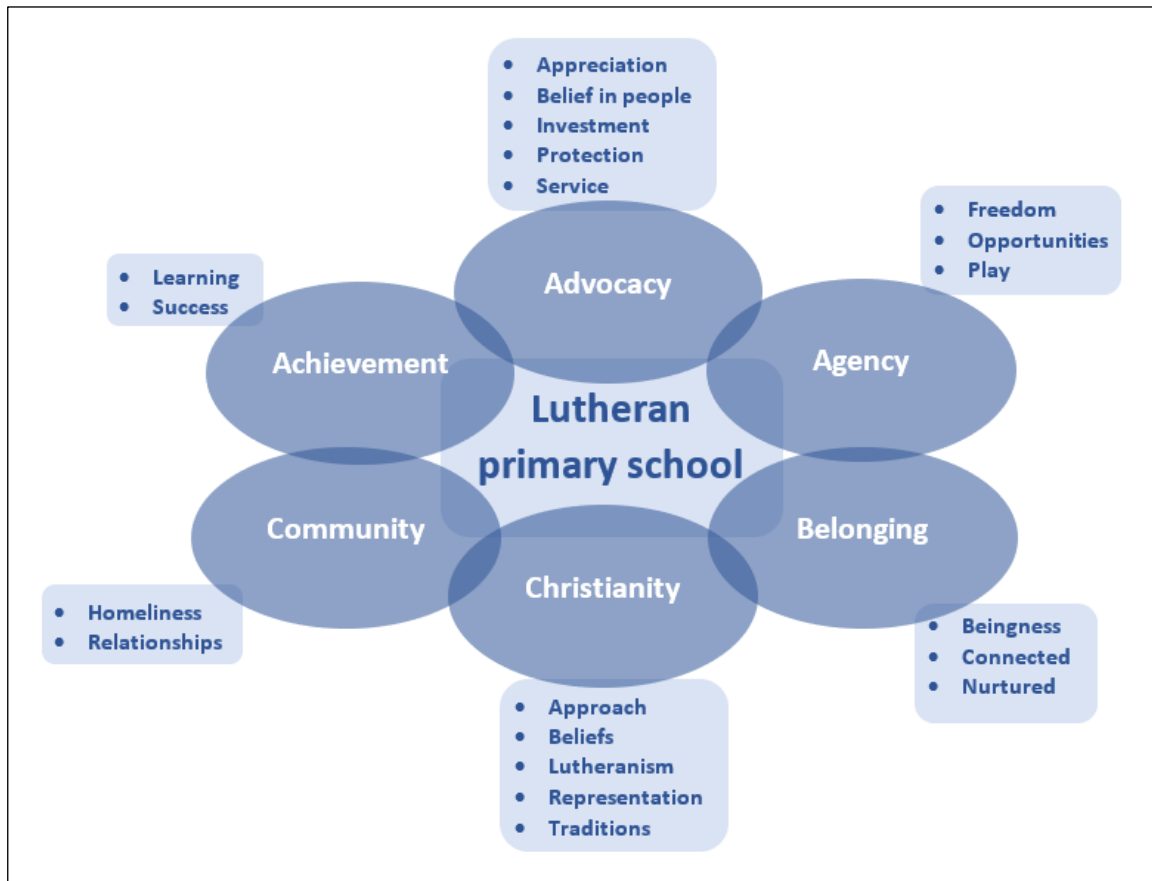 • Appreciation
• Belief in people
• Investment
• Protection
• Service
Advocacy
• Freedom
• Opportunities
• Play
Agency
• Learning
• Success
Achievement
Lutheran
primary school
Community
• Homeliness
• Relationships
Belonging
• Beingness
• Connected
• Nurtured
Christianity
• Approach
• Beliefs
• Lutheranism
• Representation
• Traditions